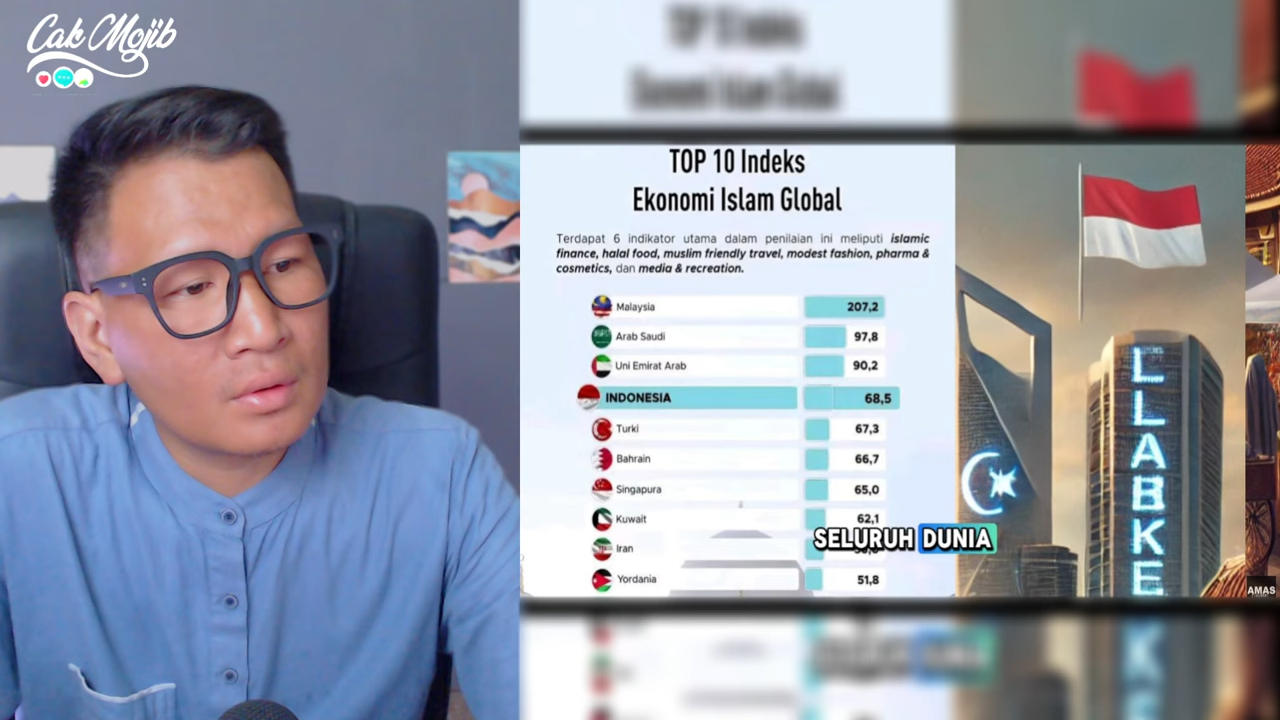 Cak Mojib
TOP 10 Indeks
Ekonomi Islam Global
Terdapat 6 indikator utama dalam penilaian ini meliputi islamic
finance, halal food, muslim friendly travel, modest fashion, pharma &
cosmetics, dan media & recreation.
Malaysia 207,2
Arab Saudi 97,8
Uni Emirat Arab 90,2
INDONESIA 68,5
Turki 67,3
Bahrain 66,7
Singapura 65,0
Kuwait 62,1
SELURUH DUNIA
Iran
Yordania 51,8
LLABKE
AMAS